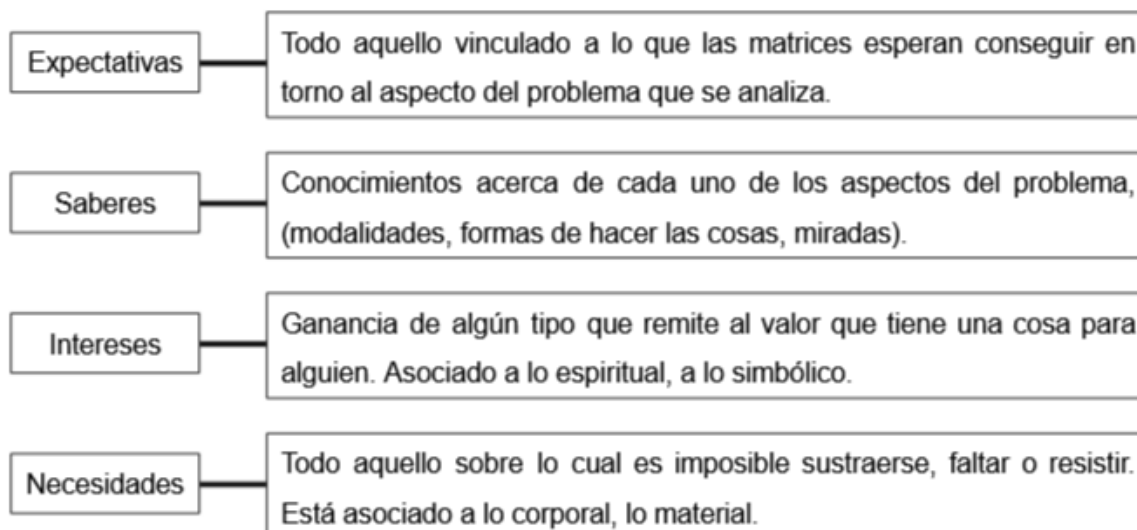 Expectativas
Todo aquello vinculado a lo que las matrices esperan conseguir en
torno al aspecto del problema que se analiza.
Saberes
Conocimientos acerca de cada uno de los aspectos del problema,
(modalidades, formas de hacer las cosas, miradas).
Intereses
Ganancia de algún tipo que remite al valor que tiene una cosa para
alguien. Asociado a lo espiritual, a lo simbólico.
Necesidades
Todo aquello sobre lo cual es imposible sustraerse, faltar o resistir.
Está asociado a lo corporal, lo material.